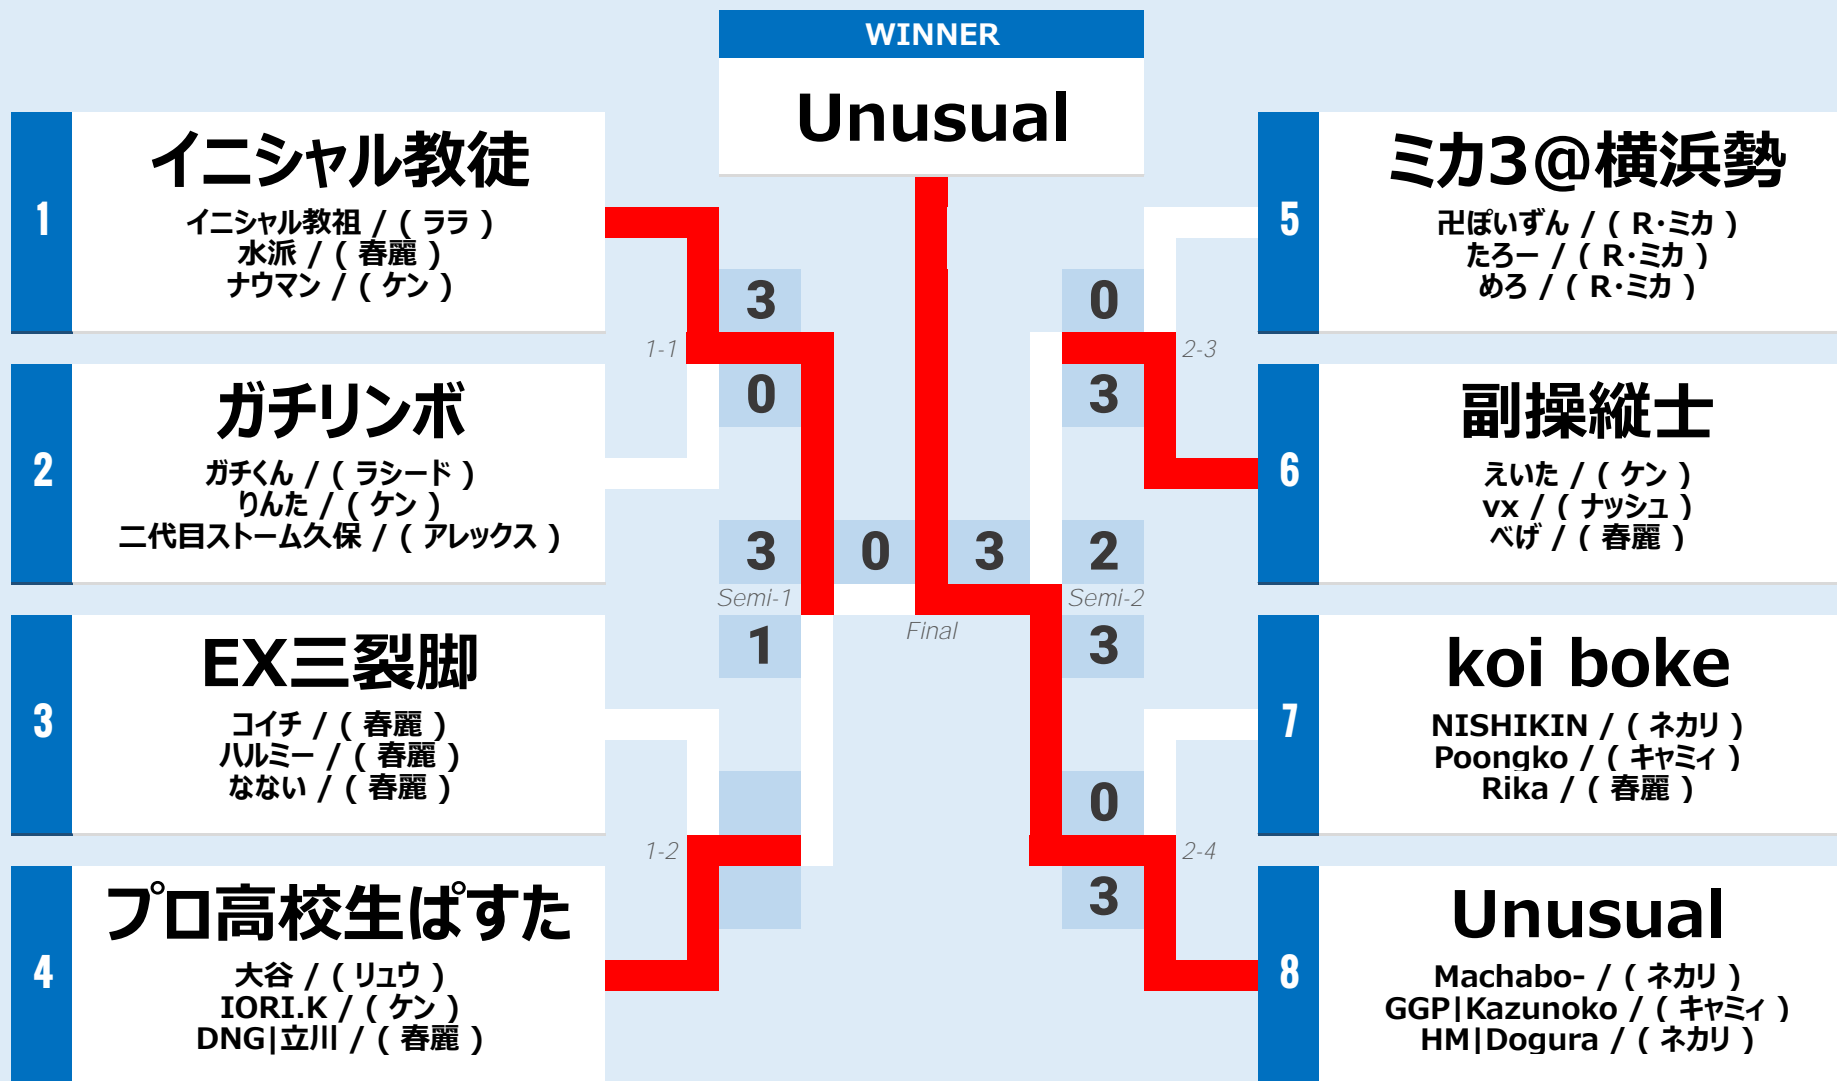 WINNER
Unusual
1
イニシャル教徒
イニシャル教祖 / ( ララ )
水派 / ( 春麗 )
ナウマン / ( ケン )
2
ガチリンボ
ガチくん / ( ラシード )
りんた / ( ケン )
二代目ストーム久保 / ( アレックス )
3
EX三裂脚
コイチ / ( 春麗 )
ハルミー / ( 春麗 )
なない / ( 春麗 )
4
プロ高校生ぱすた
大谷 / ( リュウ )
IORI.K / ( ケン )
DNG|立川 / ( 春麗 )
3
1-1
0
3
Semi-1
1
1-2
0
3
Final
0
2-3
3
2
Semi-2
3
0
2-4
3
5
ミカ3@横浜勢
卍ぽいずん / ( R・ミカ )
たろー / ( R・ミカ )
めろ / ( R・ミカ )
6
副操縦士
えいた / ( ケン )
vx / ( ナッシュ )
べげ / ( 春麗 )
7
koi boke
NISHIKIN / ( ネカリ )
Poongko / ( キャミィ )
Rika / ( 春麗 )
8
Unusual
Machabo- / ( ネカリ )
GGP|Kazunoko / ( キャミィ )
HM|Dogura / ( ネカリ )